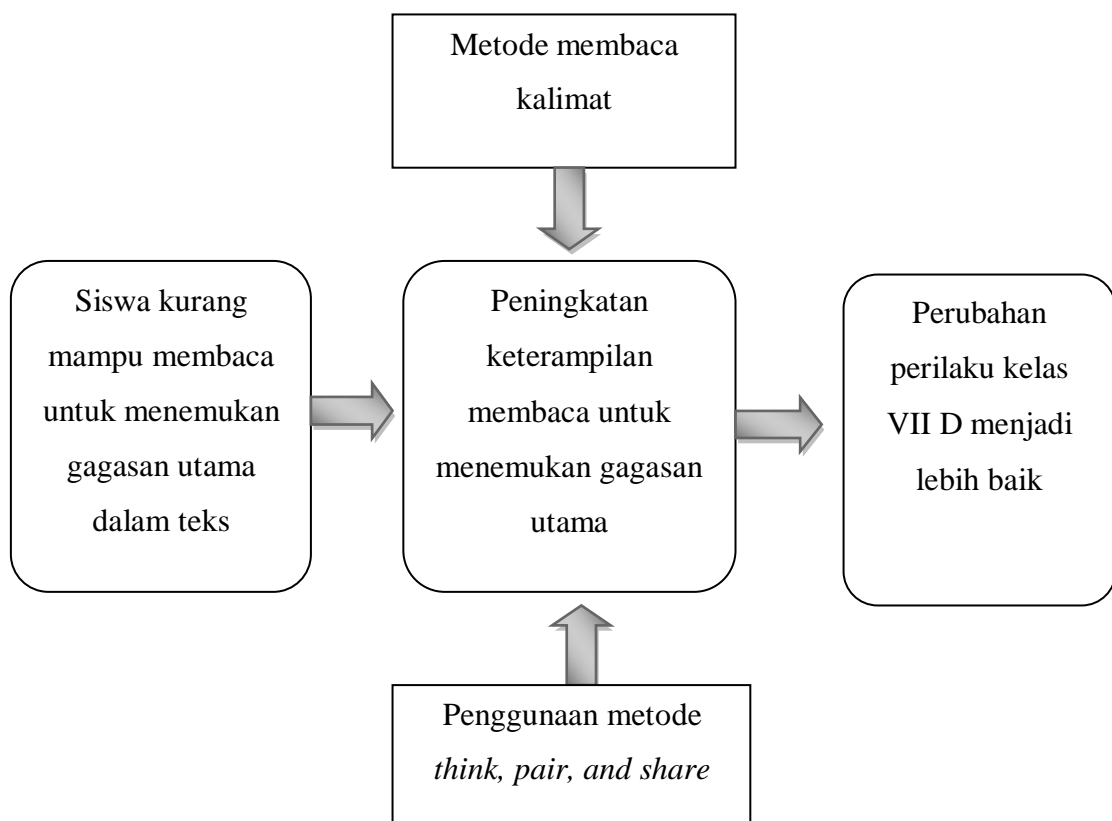 Metode membaca
kalimat
Siswa kurang
mampu membaca
untuk menemukan
gagasan utama
dalam teks
Peningkatan
keterampilan
membaca untuk
menemukan gagasan
utama
Perubahan
perilaku kelas
VII D menjadi
lebih baik
Penggunaan metode
think, pair, and share